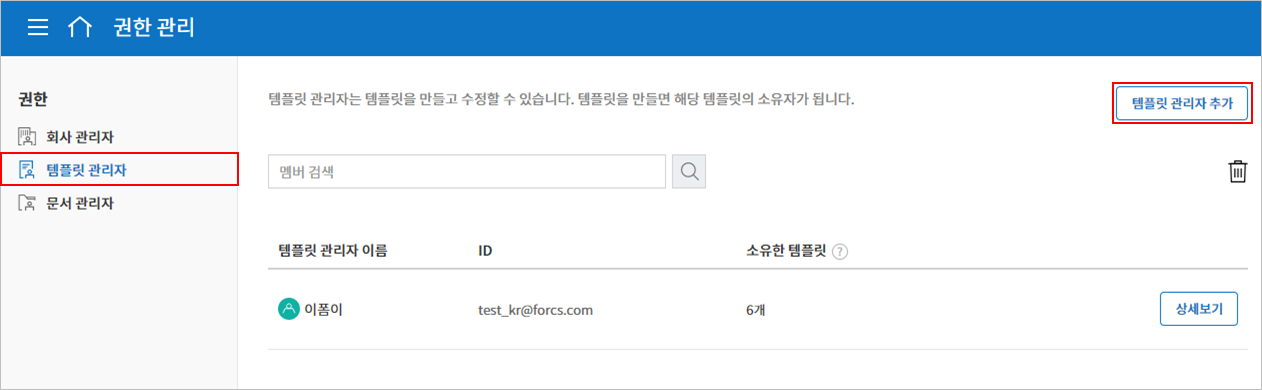 권한 관리
권한
회사 관리자
템플릿 관리자
문서 관리자
템플릿 관리자는 템플릿을 만들고 수정할 수 있습니다. 템플릿을 만들면 해당 템플릿의 소유자가 됩니다.
템플릿 관리자 추가
멤버 검색
템플릿 관리자 이름 ID 소유한 템플릿 ?
이폼이 test_kr@forcs.com 6개 상세보기